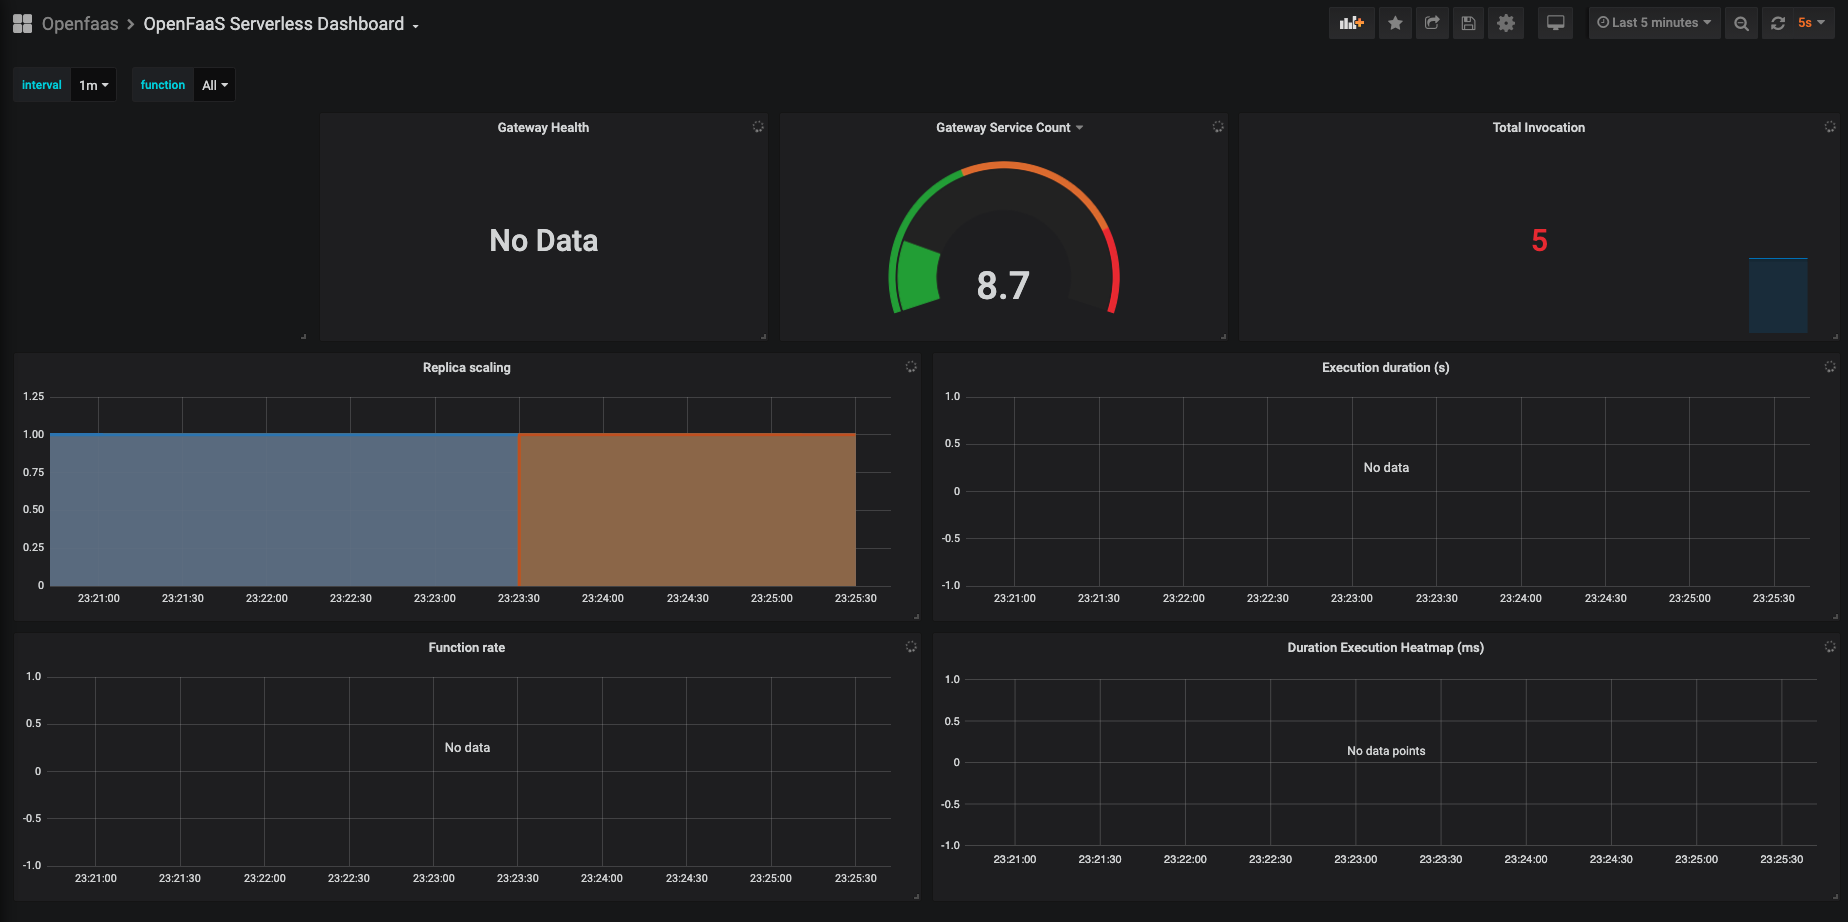 Openfaas > OpenFaaS Serverless Dashboard
Last 5 minutes
5s
interval 1m
function All
Gateway Health
No Data
Gateway Service Count
8.7
Total Invocation
5
Replica scaling
1.25
1.00
0.75
0.50
0.25
0
23:21:00 23:21:30 23:22:00 23:22:30 23:23:00 23:23:30 23:24:00 23:24:30 23:25:00 23:25:30
Execution duration (s)
1.0
0.5
No data
0
-0.5
-1.0
23:21:00 23:21:30 23:22:00 23:22:30 23:23:00 23:23:30 23:24:00 23:24:30 23:25:00 23:25:30
Function rate
1.0
0.5
No data
0
-0.5
-1.0
23:21:00 23:21:30 23:22:00 23:22:30 23:23:00 23:23:30 23:24:00 23:24:30 23:25:00 23:25:30
Duration Execution Heatmap (ms)
1.0
0.5
No data points
0
-0.5
-1.0
23:21:00 23:21:30 23:22:00 23:22:30 23:23:00 23:23:30 23:24:00 23:24:30 23:25:00 23:25:30